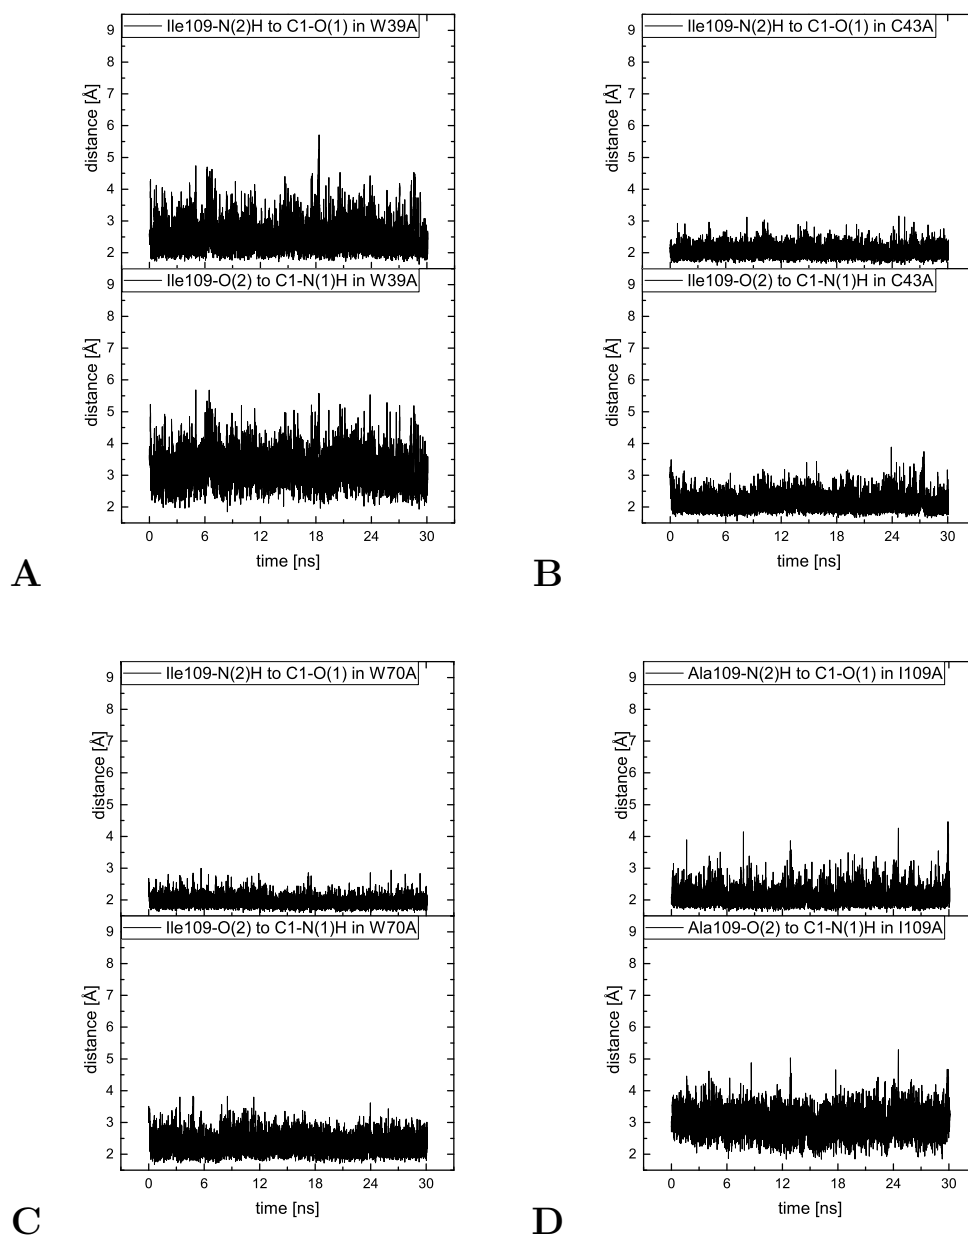 Ile109-N(2)H to C1-O(1) in W39A
9
8
7
6
5
4
3
2
distance [Å]
Ile109-O(2) to C1-N(1)H in W39A
9
8
7
6
5
4
3
2
distance [Å]
0 6 12 18 24 30
time [ns]
A
Ile109-N(2)H to C1-O(1) in C43A
9
8
7
6
5
4
3
2
distance [Å]
Ile109-O(2) to C1-N(1)H in C43A
9
8
7
6
5
4
3
2
distance [Å]
0 6 12 18 24 30
time [ns]
B
Ile109-N(2)H to C1-O(1) in W70A
9
8
7
6
5
4
3
2
distance [Å]
Ile109-O(2) to C1-N(1)H in W70A
9
8
7
6
5
4
3
2
distance [Å]
0 6 12 18 24 30
time [ns]
C
Ala109-N(2)H to C1-O(1) in I109A
9
8
7
6
5
4
3
2
distance [Å]
Ala109-O(2) to C1-N(1)H in I109A
9
8
7
6
5
4
3
2
distance [Å]
0 6 12 18 24 30
time [ns]
D